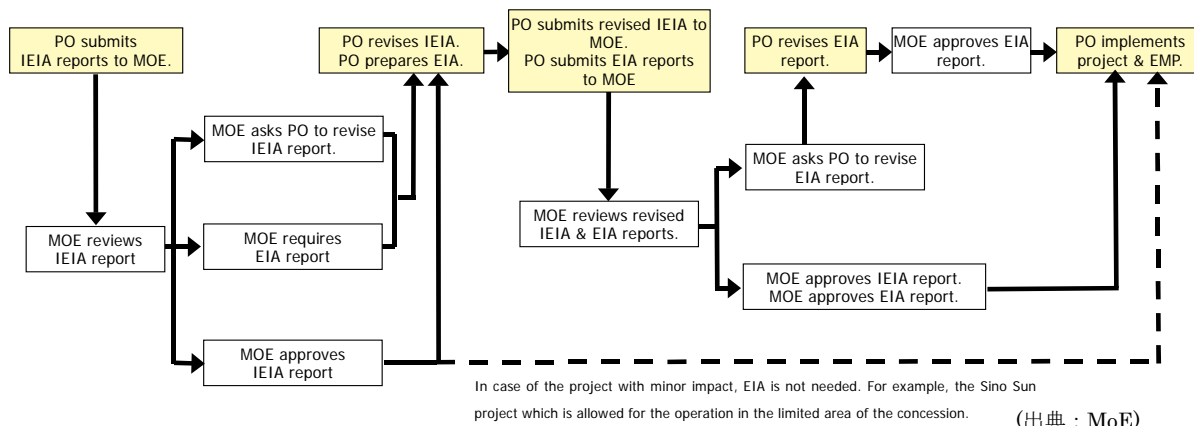 PO submits
IEIA reports to MOE.
PO revises IEIA.
PO prepares EIA.
PO submits revised IEIA to
MOE.
PO submits EIA reports
to MOE
PO revises EIA
report.
MOE approves EIA
report.
PO implements
project & EMP.
MOE asks PO to revise
IEIA report.
MOE asks PO to revise
EIA report.
MOE reviews
IEIA report
MOE requires
EIA report
MOE reviews revised
IEIA & EIA reports.
MOE approves IEIA report.
MOE approves EIA report.
MOE approves
IEIA report
In case of the project with minor impact, EIA is not needed. For example, the Sino Sun
project which is allowed for the operation in the limited area of the concession.
(出典：MoE)